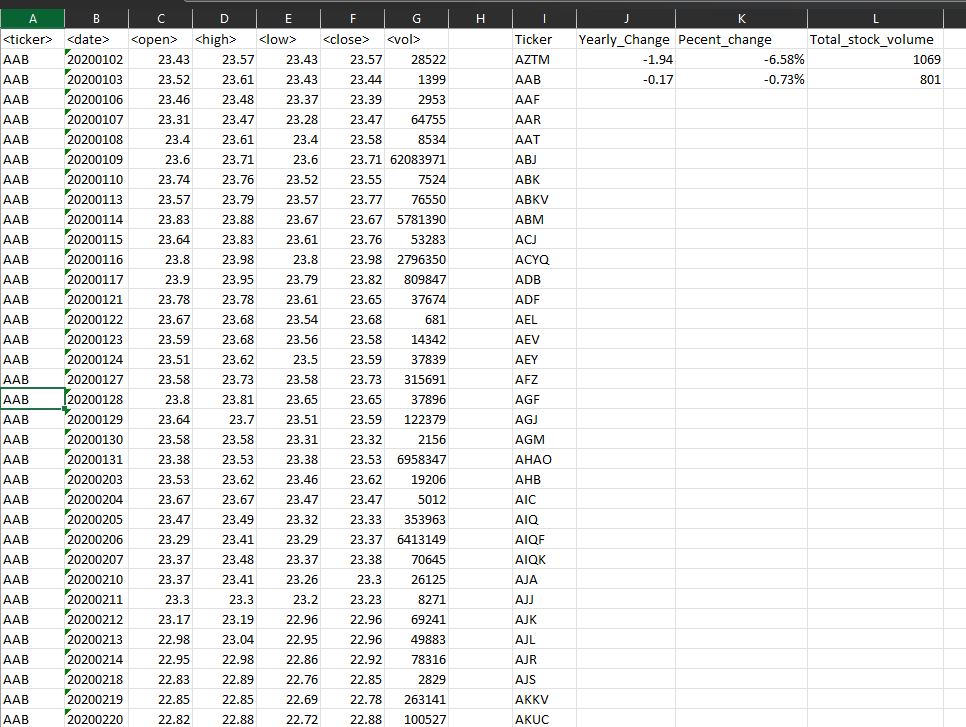 A B C D E F G H I J K L
<ticker> <date> <open> <high> <low> <close> <vol> Ticker Yearly_Change Pecent_change Total_stock_volume
AAB 20200102 23.43 23.57 23.43 23.57 28522 AZTM -1.94 -6.58% 1069
AAB 20200103 23.52 23.61 23.43 23.44 1399 AAB -0.17 -0.73% 801
AAB 20200106 23.46 23.48 23.37 23.39 2953 AAF
AAB 20200107 23.31 23.47 23.28 23.47 64755 AAR
AAB 20200108 23.4 23.61 23.4 23.58 8534 AAT
AAB 20200109 23.6 23.71 23.6 23.71 62083971 ABJ
AAB 20200110 23.74 23.76 23.52 23.55 7524 ABK
AAB 20200113 23.57 23.79 23.57 23.77 76550 ABKV
AAB 20200114 23.83 23.88 23.67 23.67 5781390 ABM
AAB 20200115 23.64 23.83 23.61 23.76 53283 ACJ
AAB 20200116 23.8 23.98 23.8 23.98 2796350 ACYQ
AAB 20200117 23.9 23.95 23.79 23.82 809847 ADB
AAB 20200121 23.78 23.78 23.61 23.65 37674 ADF
AAB 20200122 23.67 23.68 23.54 23.68 681 AEL
AAB 20200123 23.59 23.68 23.56 23.58 14342 AEV
AAB 20200124 23.51 23.62 23.5 23.59 37839 AEY
AAB 20200127 23.58 23.73 23.58 23.73 315691 AFZ
AAB 20200128 23.8 23.81 23.65 23.65 37896 AGF
AAB 20200129 23.64 23.7 23.51 23.59 122379 AGJ
AAB 20200130 23.58 23.58 23.31 23.32 2156 AGM
AAB 20200131 23.38 23.53 23.38 23.53 6958347 AHAO
AAB 20200203 23.53 23.62 23.46 23.62 19206 AHB
AAB 20200204 23.67 23.67 23.47 23.47 5012 AIC
AAB 20200205 23.47 23.49 23.32 23.33 353963 AIQ
AAB 20200206 23.29 23.41 23.29 23.37 6413149 AIQF
AAB 20200207 23.37 23.48 23.37 23.38 70645 AIQK
AAB 20200210 23.37 23.41 23.26 23.3 26125 AJA
AAB 20200211 23.3 23.3 23.2 23.23 8271 AJJ
AAB 20200212 23.17 23.19 22.96 22.96 69241 AJK
AAB 20200213 22.98 23.04 22.95 22.96 49883 AJL
AAB 20200214 22.95 22.98 22.86 22.92 78316 AJR
AAB 20200218 22.83 22.89 22.76 22.85 2829 AJS
AAB 20200219 22.85 22.85 22.69 22.78 263141 AKKV
AAB 20200220 22.82 22.88 22.72 22.88 100527 AKUC